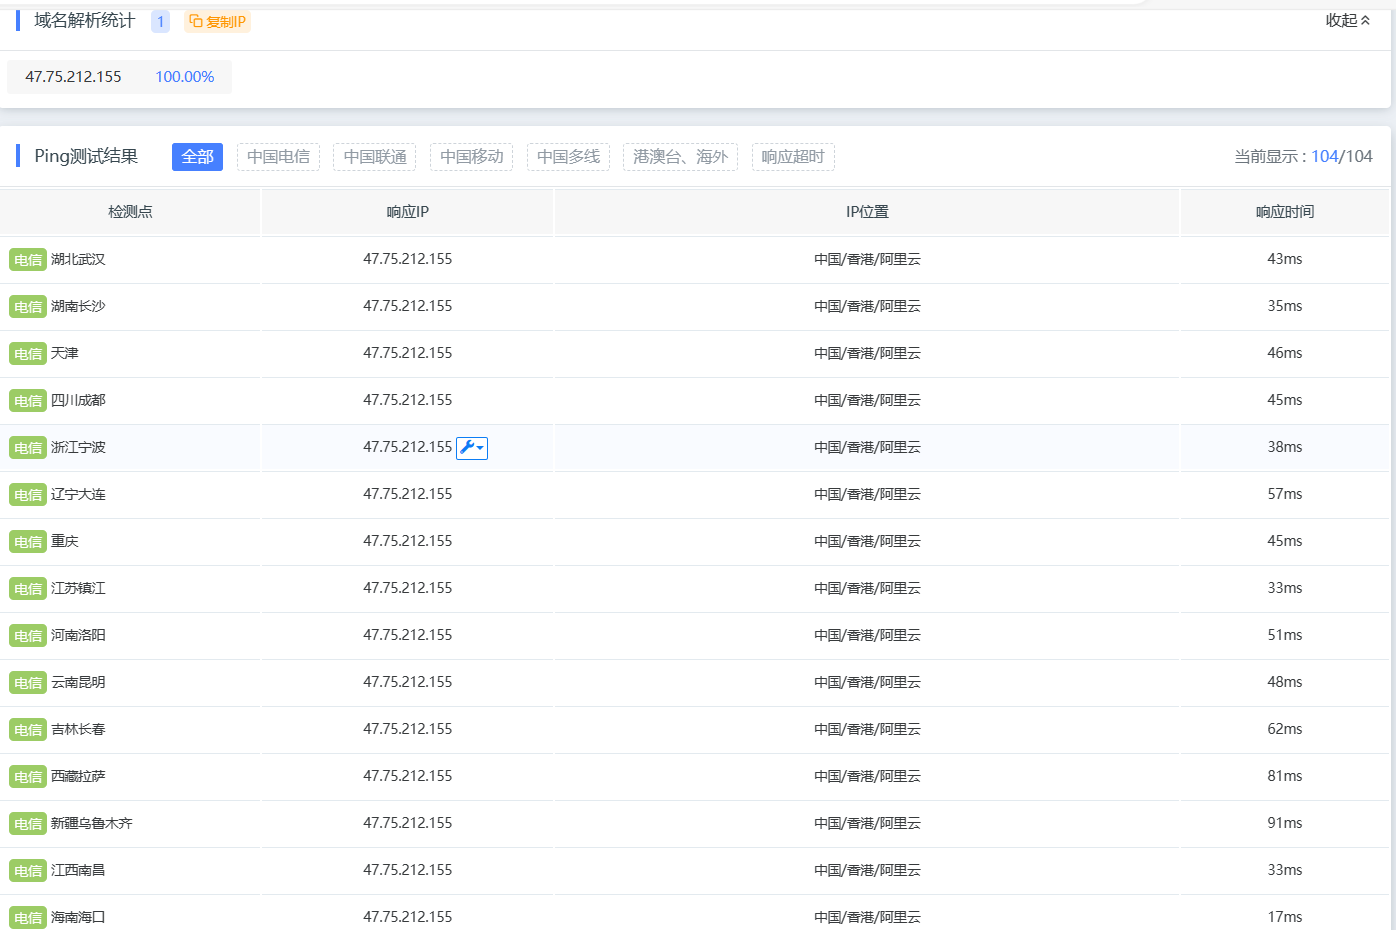 域名解析统计 1 复制IP 收起
47.75.212.155 100.00%
Ping测试结果 全部 中国电信 中国联通 中国移动 中国多线 港澳台、海外 响应超时 当前显示：104/104
检测点 响应IP IP位置 响应时间
电信 湖北武汉 47.75.212.155 中国/香港/阿里云 43ms
电信 湖南长沙 47.75.212.155 中国/香港/阿里云 35ms
电信 天津 47.75.212.155 中国/香港/阿里云 46ms
电信 四川成都 47.75.212.155 中国/香港/阿里云 45ms
电信 浙江宁波 47.75.212.155 中国/香港/阿里云 38ms
电信 辽宁大连 47.75.212.155 中国/香港/阿里云 57ms
电信 重庆 47.75.212.155 中国/香港/阿里云 45ms
电信 江苏镇江 47.75.212.155 中国/香港/阿里云 33ms
电信 河南洛阳 47.75.212.155 中国/香港/阿里云 51ms
电信 云南昆明 47.75.212.155 中国/香港/阿里云 48ms
电信 吉林长春 47.75.212.155 中国/香港/阿里云 62ms
电信 西藏拉萨 47.75.212.155 中国/香港/阿里云 81ms
电信 新疆乌鲁木齐 47.75.212.155 中国/香港/阿里云 91ms
电信 江西南昌 47.75.212.155 中国/香港/阿里云 33ms
电信 海南海口 47.75.212.155 中国/香港/阿里云 17ms